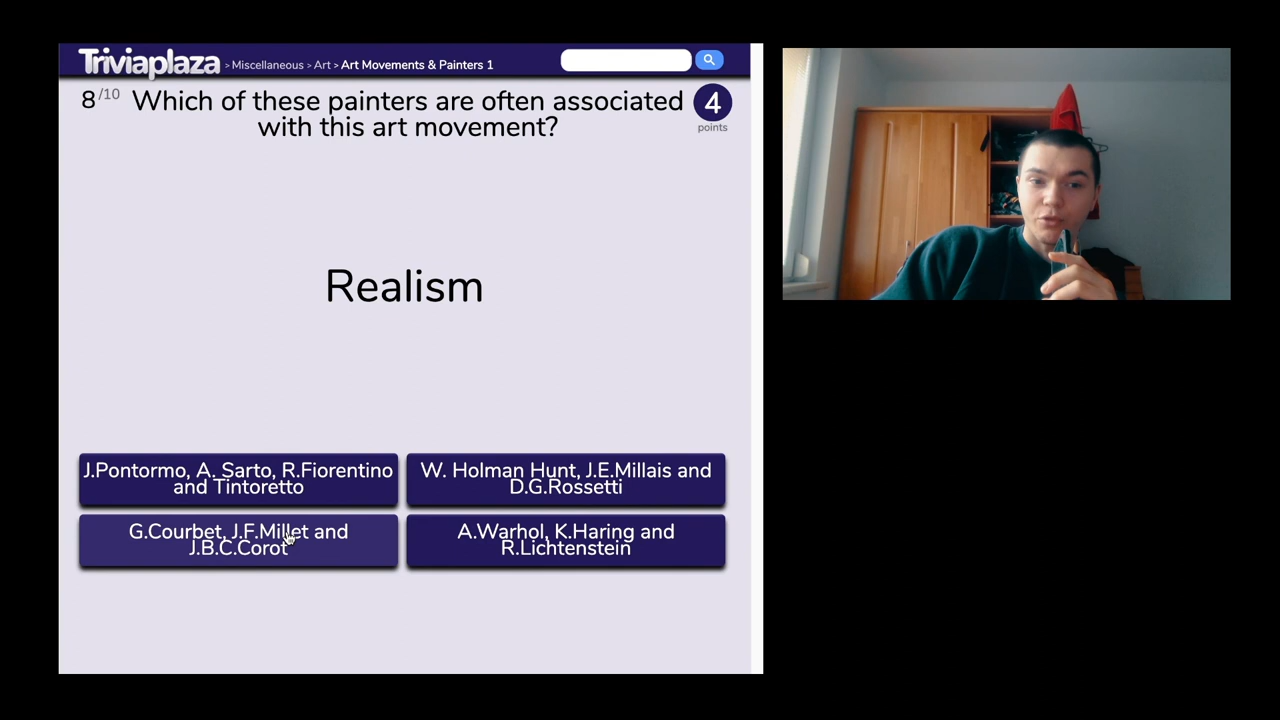 Triviaplaza > Miscellaneous > Art > Art Movements & Painters 1
8/10 Which of these painters are often associated 4
with this art movement? points
Realism
J.Pontormo, A. Sarto, R.Fiorentino
and Tintoretto
W. Holman Hunt, J.E.Millais and
D.G.Rossetti
G.Courbet, J.F.Millet and
J.B.C.Corot
A.Warhol, K.Haring and
R.Lichtenstein